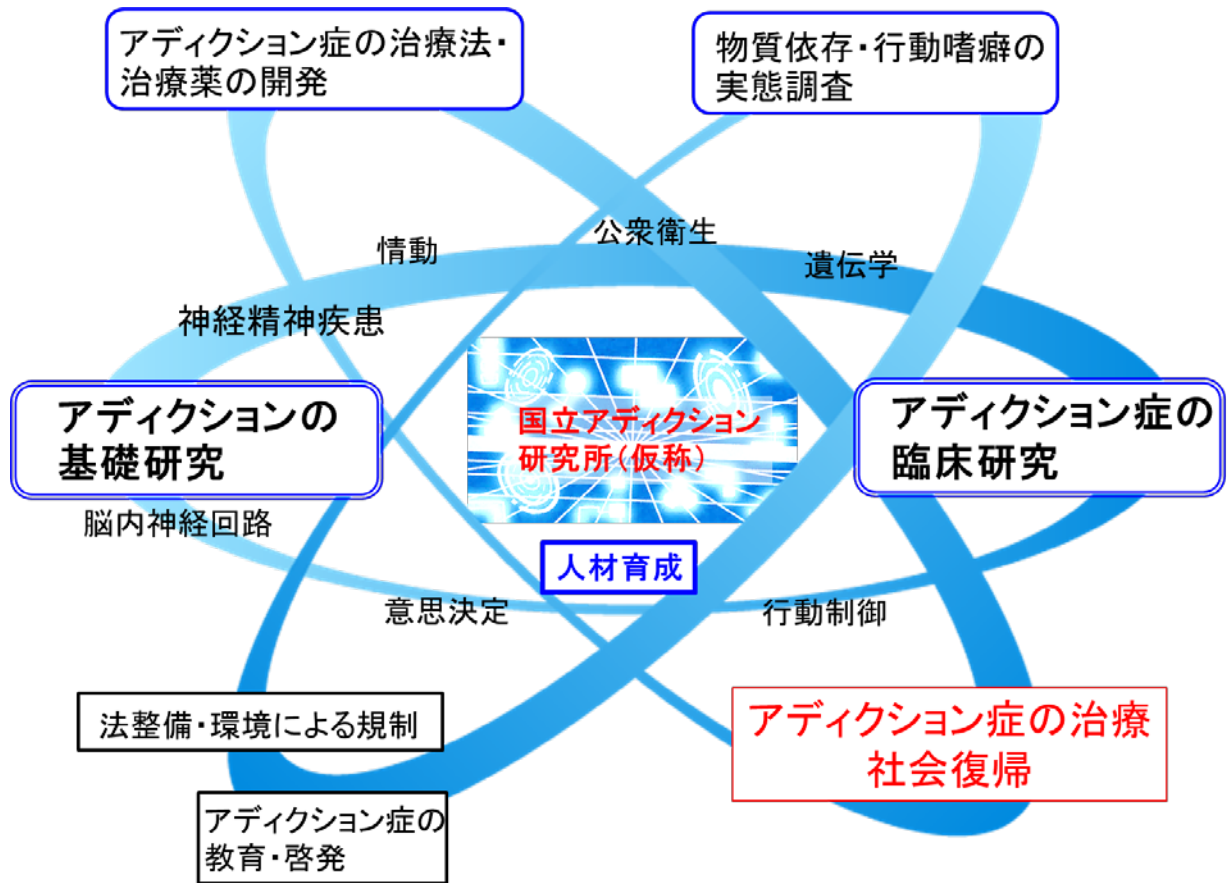 アディクション症の治療法・
治療薬の開発
物質依存・行動嗜癖の
実態調査
情動
公衆衛生
遺伝学
神経精神疾患
アディクションの
基礎研究
国立アディクション
研究所(仮称)
アディクション症の
臨床研究
脳内神経回路
人材育成
意思決定
行動制御
法整備・環境による規制
アディクション症の治療
社会復帰
アディクション症の
教育・啓発